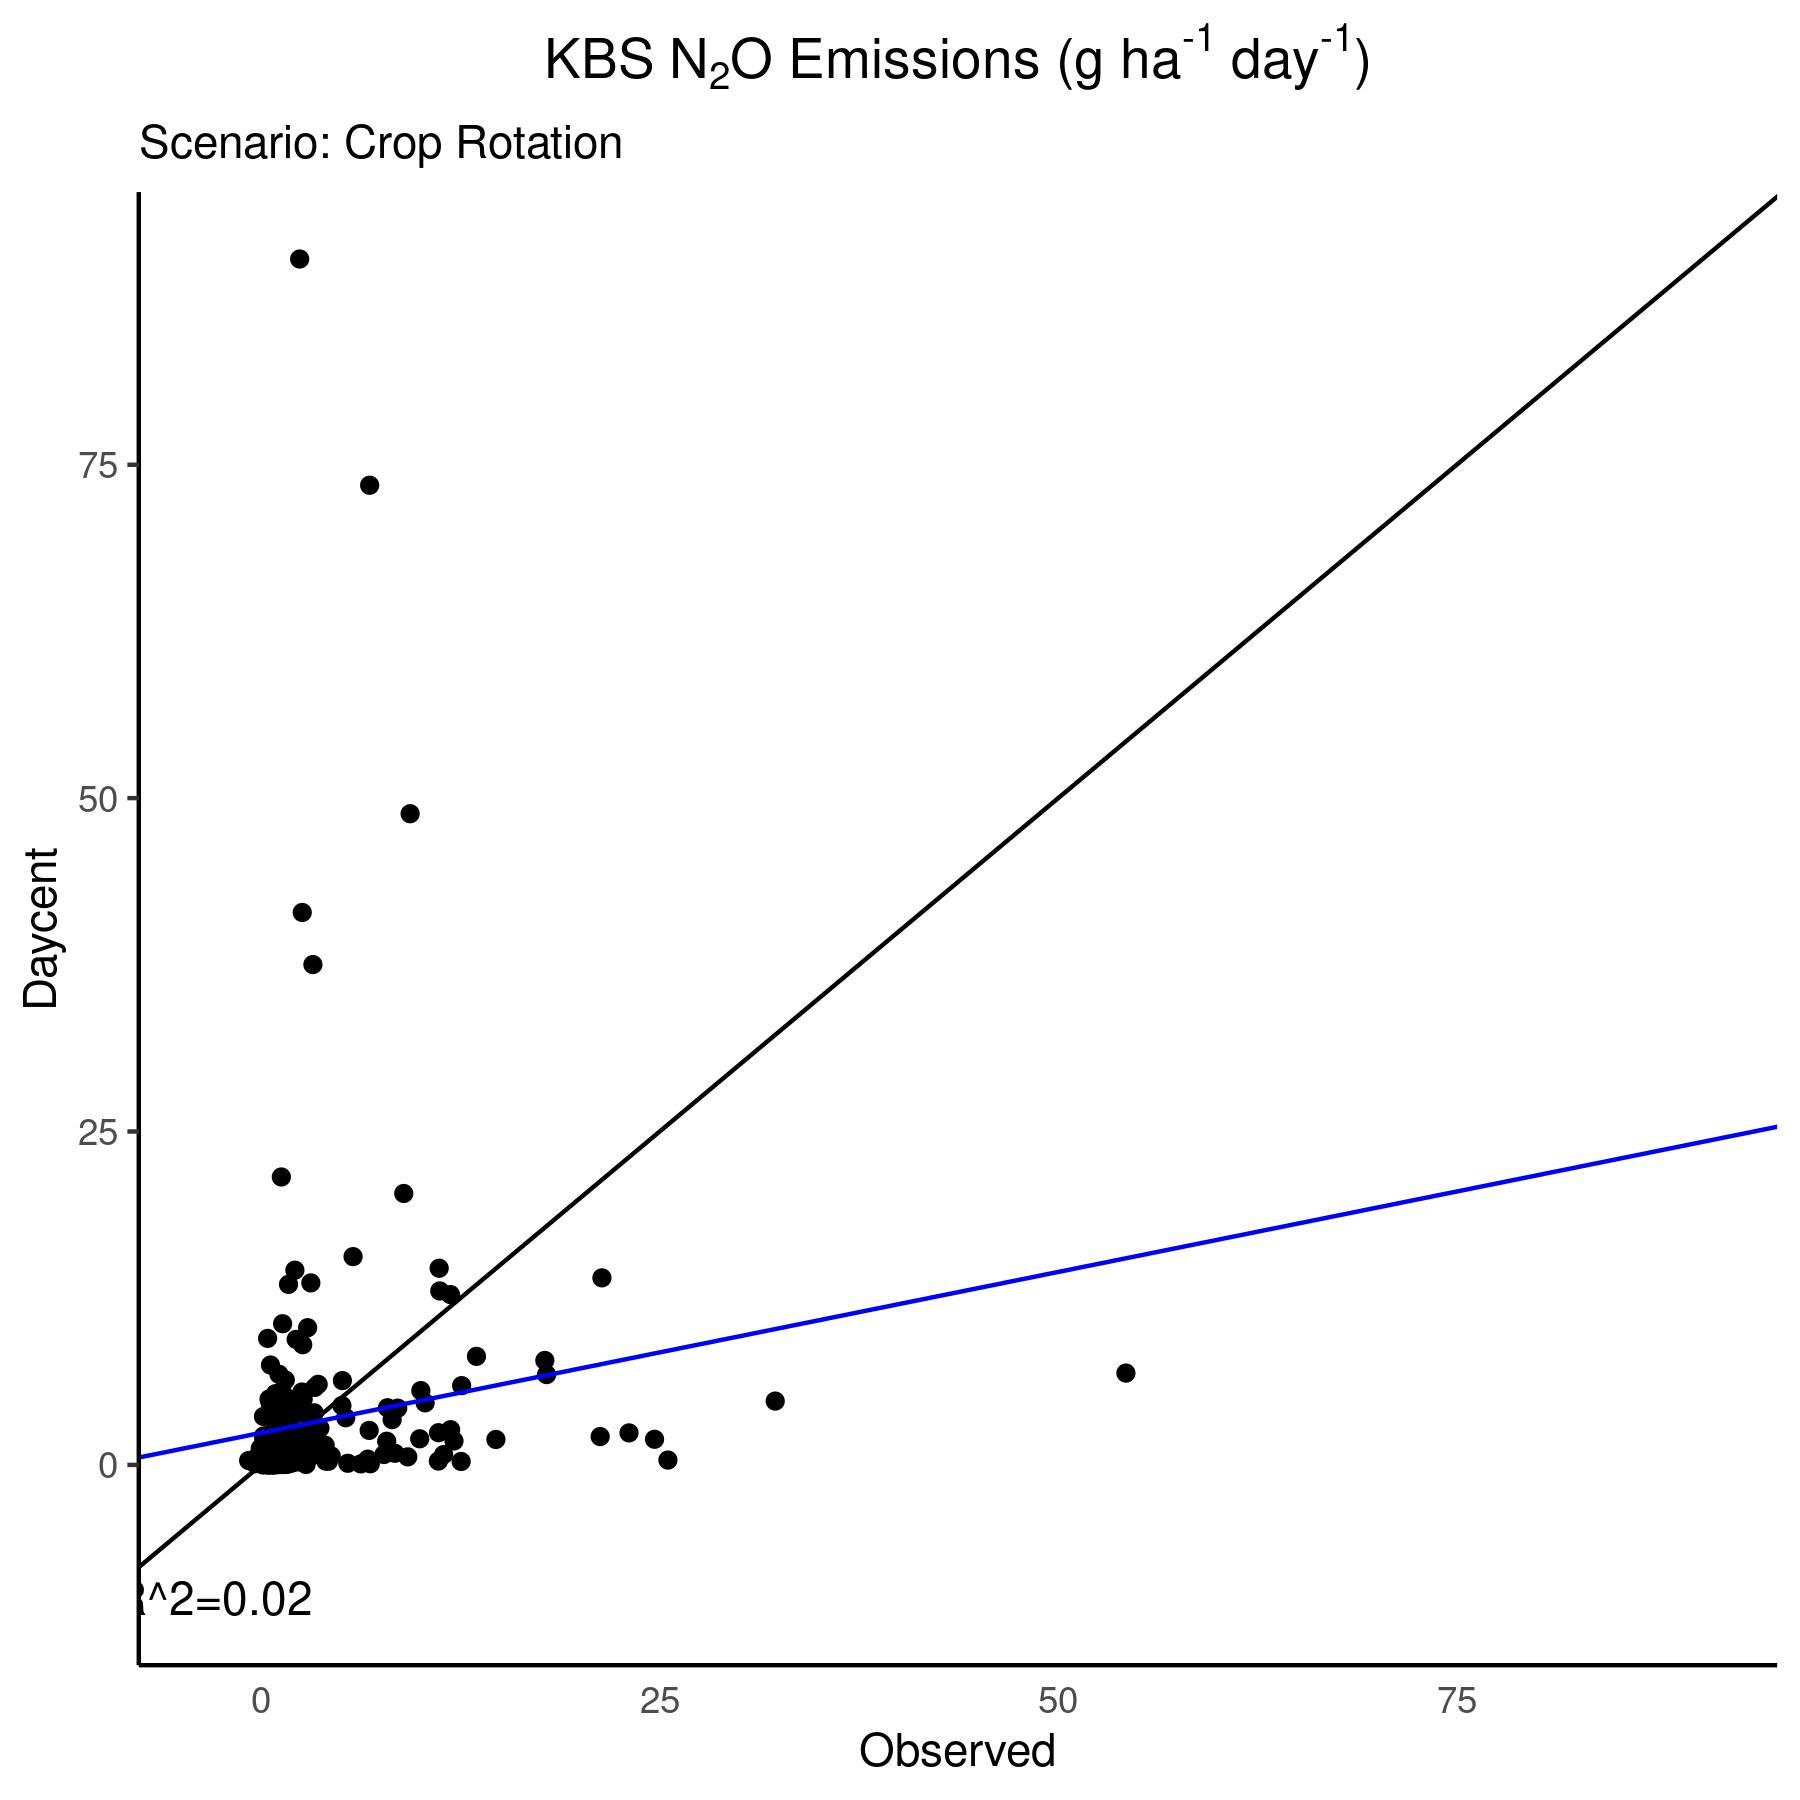 KBS N₂O Emissions (g ha⁻¹ day⁻¹)
Scenario: Crop Rotation
75
50
25
0
Daycent
^2=0.02
0
25
50
75
Observed